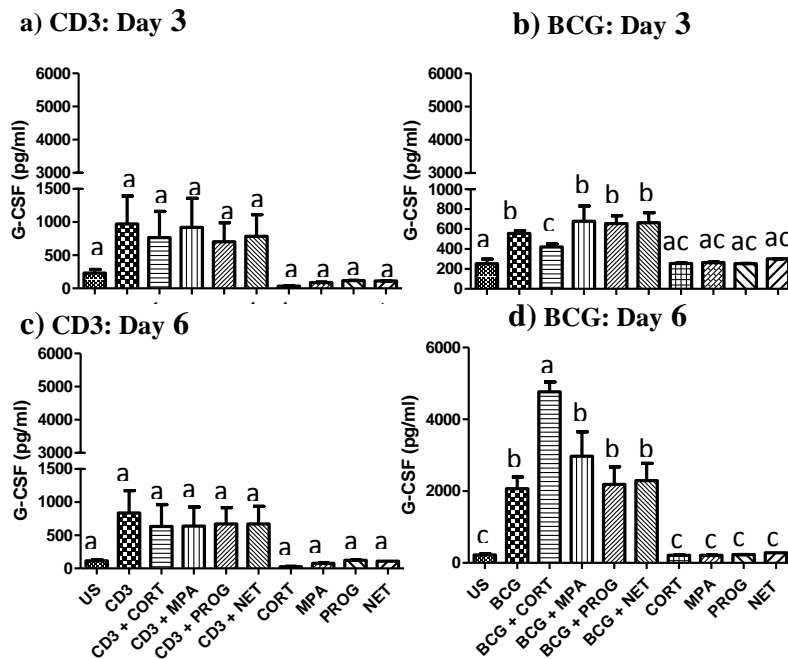 a) CD3: Day 3
G-CSF (pg/ml)
6000
5000
4000
3000
1500
1000
500
0
a a a a a a a a a a
b) BCG: Day 3
G-CSF (pg/ml)
6000
5000
4000
3000
1000
800
600
400
200
0
a b c b b b ac ac ac ac
c) CD3: Day 6
G-CSF (pg/ml)
6000
5000
4000
3000
1500
1000
500
0
a a a a a a a a a a
US
CD3
CD3 + CORT
CD3 + MPA
CD3 + PROG
CD3 + NET
CORT
MPA
PROG
NET
d) BCG: Day 6
G-CSF (pg/ml)
6000
4000
2000
0
c b a b b b c c c c
US
BCG
BCG + CORT
BCG + MPA
BCG + PROG
BCG + NET
CORT
MPA
PROG
NET